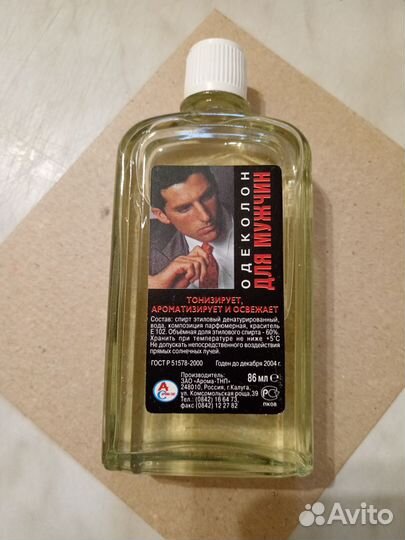 ОДЕКОЛОН
ДЛЯ МУЖЧИН
ТОНИЗИРУЕТ,
АРОМАТИЗИРУЕТ И ОСВЕЖАЕТ
Состав: спирт этиловый денатурированный,
вода, композиция парфюмерная, краситель
Е 102. Объёмная доля этилового спирта - 60%
Хранить при температуре не ниже +5°С
Не допускать непосредственного воздействия
прямых солнечных лучей.
ГОСТ Р 51578-2000 Годен до декабря 2004 г.
Производитель:
ЗАО «Арома-ТНП»
248010, Россия, г.Калуга,
ул. Комсомольская роща,39
Тел.: (0842) 16 64 73,
факс (0842) 12 27 82
86 мл
Avito